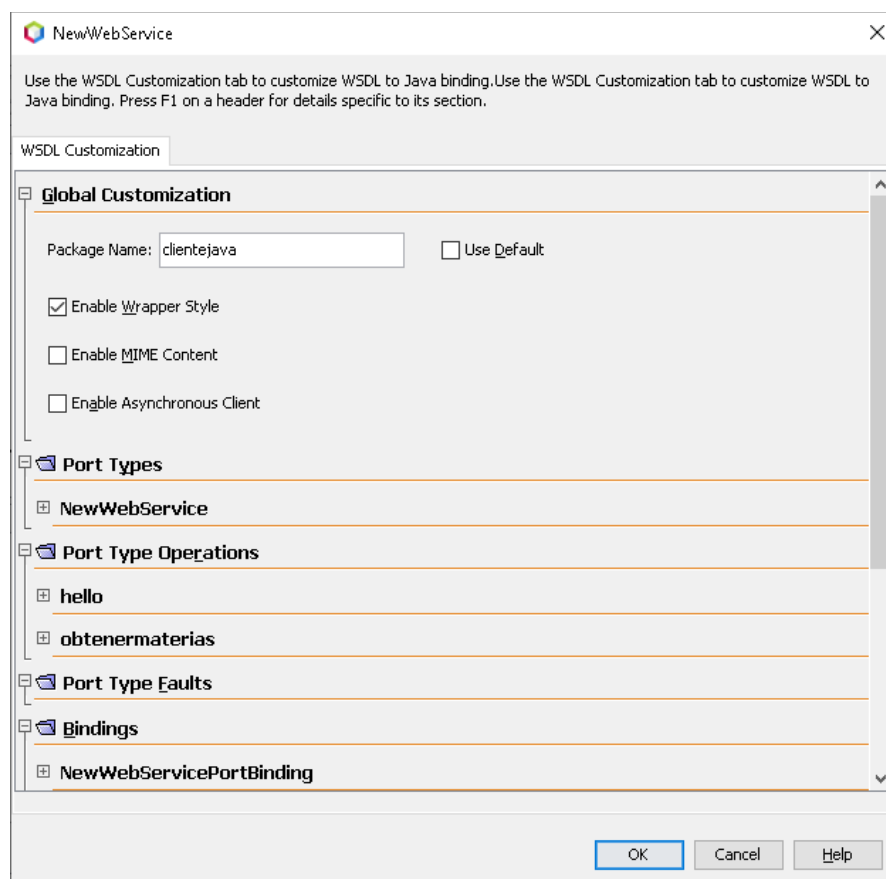 NewWebService
Use the WSDL Customization tab to customize WSDL to Java binding.Use the WSDL Customization tab to customize WSDL to
Java binding. Press F1 on a header for details specific to its section.
WSDL Customization
Global Customization
Package Name: clientejava Use Default
Enable Wrapper Style
Enable MIME Content
Enable Asynchronous Client
Port Types
NewWebService
Port Type Operations
hello
obtenermaterias
Port Type Faults
Bindings
NewWebServicePortBinding
OK Cancel Help